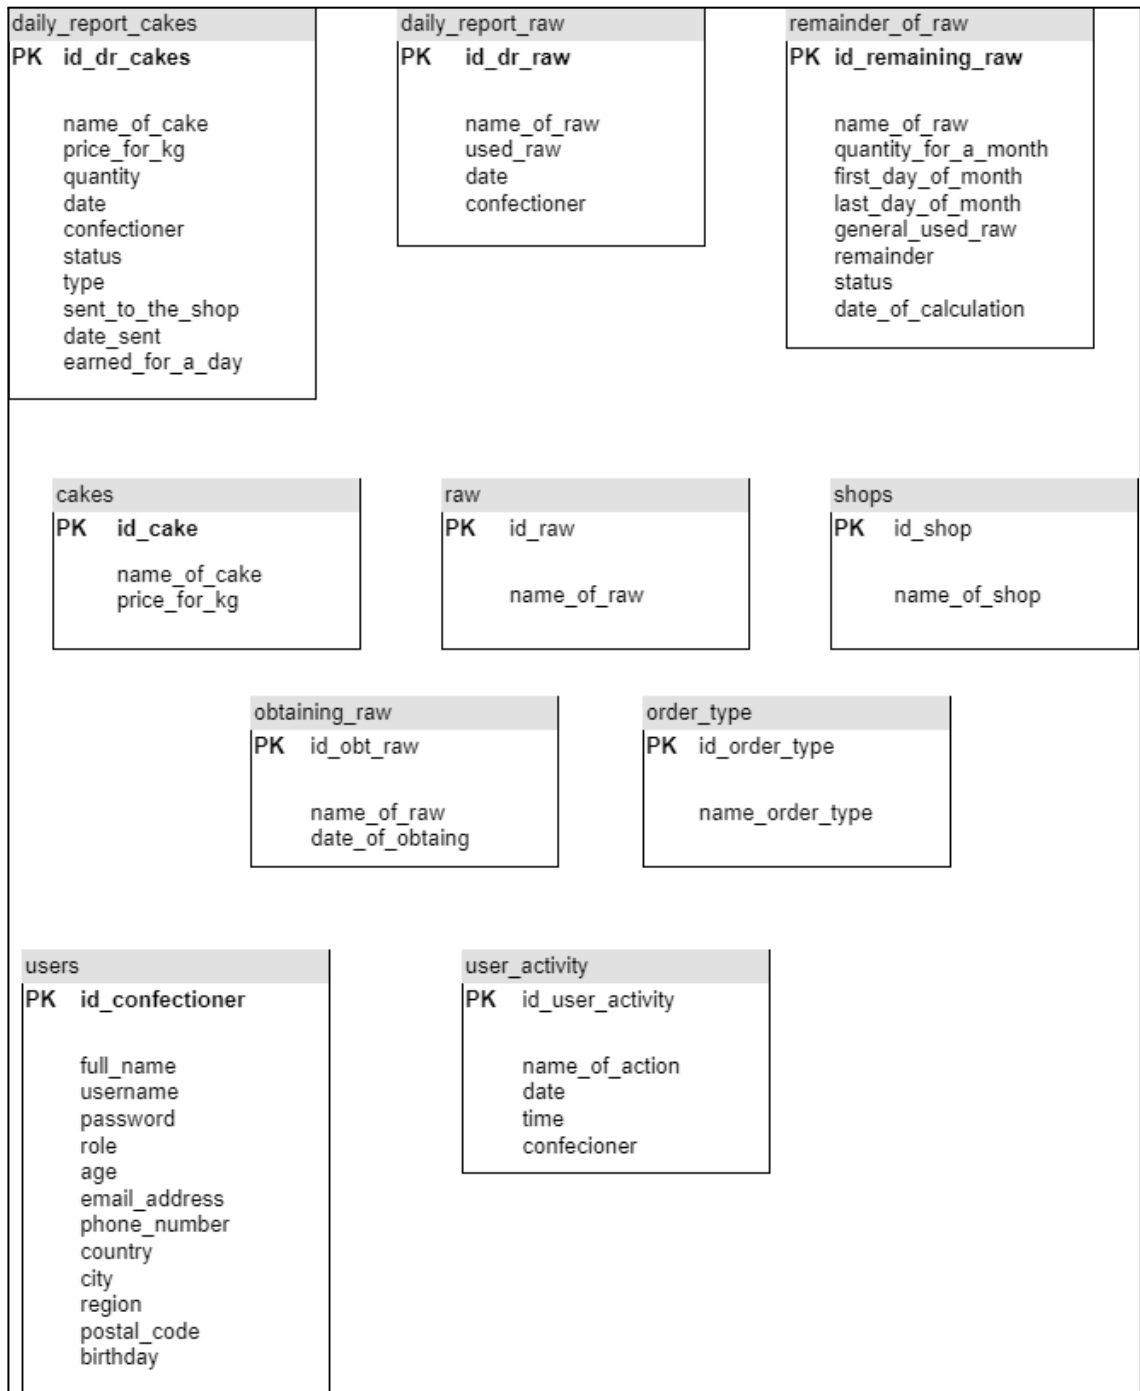 daily_report_cakes
PK id_dr_cakes
name_of_cake
price_for_kg
quantity
date
confectioner
status
type
sent_to_the_shop
date_sent
earned_for_a_day
daily_report_raw
PK id_dr_raw
name_of_raw
used_raw
date
confectioner
remainder_of_raw
PK id_remaining_raw
name_of_raw
quantity_for_a_month
first_day_of_month
last_day_of_month
general_used_raw
remainder
status
date_of_calculation
cakes
PK id_cake
name_of_cake
price_for_kg
raw
PK id_raw
name_of_raw
shops
PK id_shop
name_of_shop
obtaining_raw
PK id_obt_raw
name_of_raw
date_of_obtaing
order_type
PK id_order_type
name_order_type
users
PK id_confectioner
full_name
username
password
role
age
email_address
phone_number
country
city
region
postal_code
birthday
user_activity
PK id_user_activity
name_of_action
date
time
confecioner